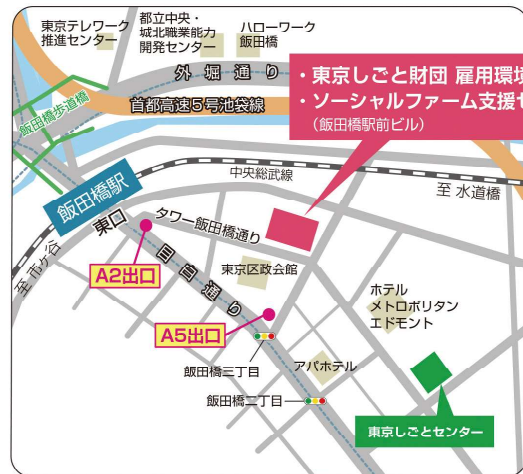 東京テレワーク
推進センター
都立中央・
城北職業能力
開発センター
ハローワーク
飯田橋
外堀通り
首都高速5号池袋線
飯田橋歩道橋
・東京しごと財団 雇用環境
・ソーシャルファーム支援セ
(飯田橋駅前ビル)
中央総武線
至 水道橋
飯田橋駅
東口
至 市ヶ谷
タワー飯田橋通り
A2出口
目白通り
東京区政会館
A5出口
ホテル
メトロポリタン
エドモント
飯田橋三丁目
アパホテル
飯田橋二丁目
東京しごとセンター